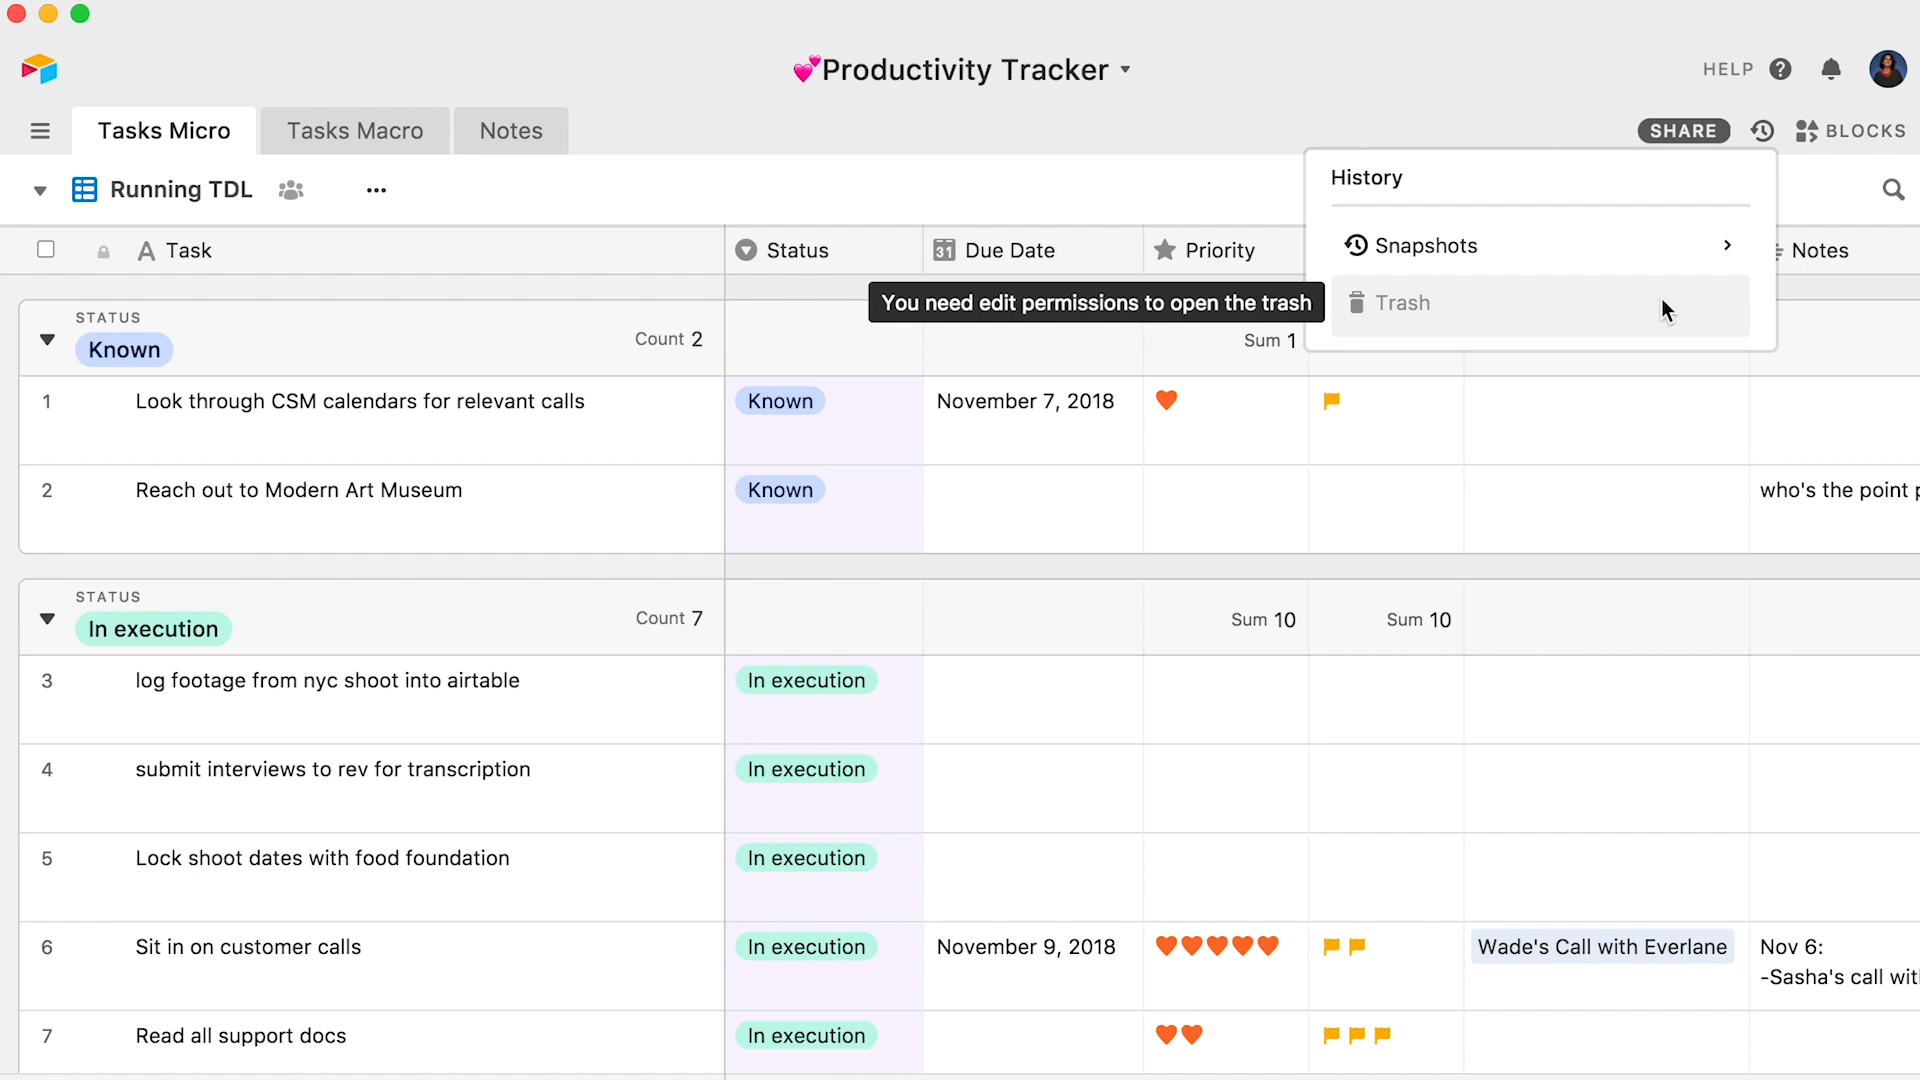 💕Productivity Tracker
HELP
Tasks Micro
Tasks Macro
Notes
SHARE
BLOCKS
Running TDL
...
History
Snapshots
Trash
You need edit permissions to open the trash
A Task
Status
31 Due Date
Priority
Notes
STATUS
Known
Count 2
Sum 1
1 Look through CSM calendars for relevant calls Known November 7, 2018
2 Reach out to Modern Art Museum Known who's the point
STATUS
In execution
Count 7
Sum 10
Sum 10
3 log footage from nyc shoot into airtable In execution
4 submit interviews to rev for transcription In execution
5 Lock shoot dates with food foundation In execution
6 Sit in on customer calls In execution November 9, 2018 Wade's Call with Everlane Nov 6:
-Sasha's call
7 Read all support docs In execution